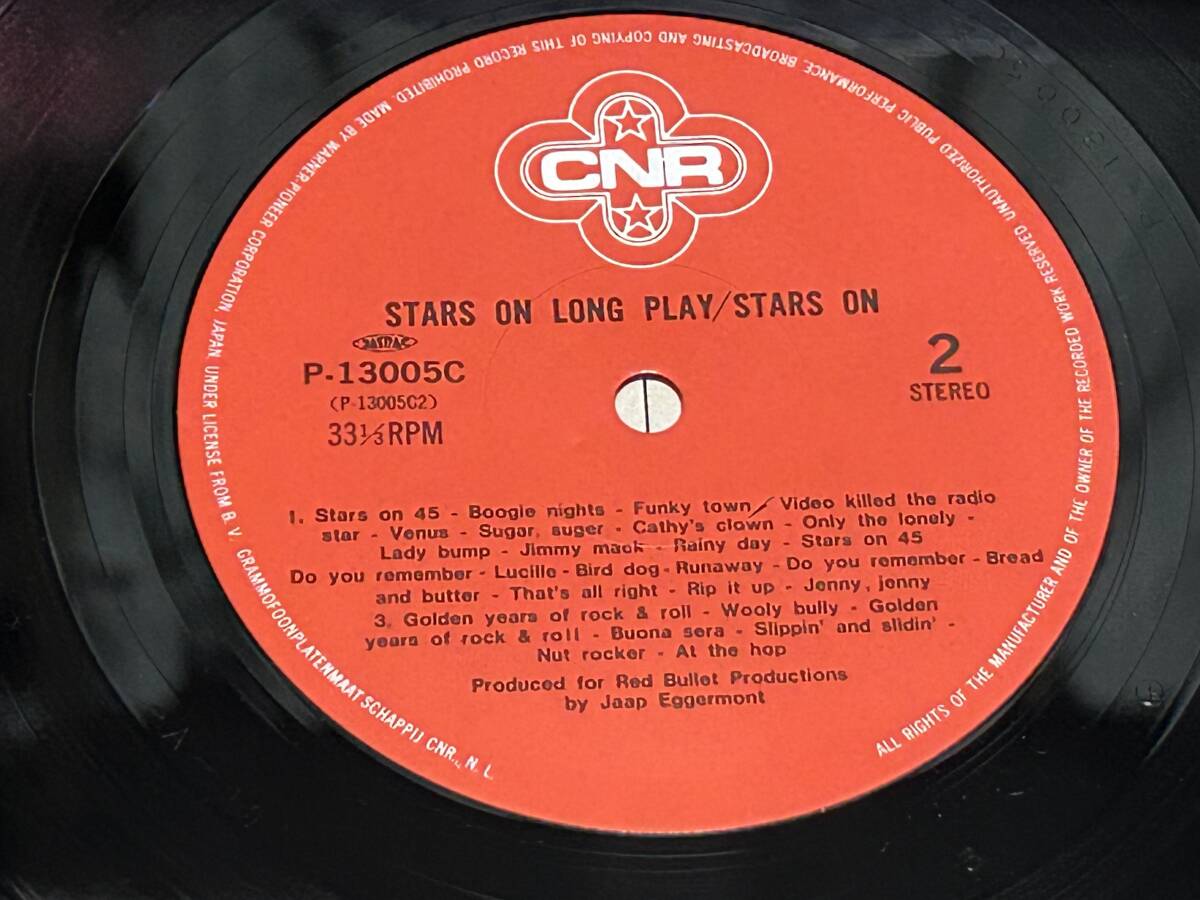 CNR
STARS ON LONG PLAY/STARS ON
JASRAC
P-13005C
(P-13005C2)
33⅓RPM
2
STEREO
1. Stars on 45 - Boogie nights - Funky town / Video killed the radio
star - Venus - Sugar, suger - Cathy's clown - Only the lonely -
Lady bump - Jimmy mack - Rainy day - Stars on 45
Do you remember - Lucille - Bird dog - Runaway - Do you remember - Bread
and butter - That's all right - Rip it up - Jenny, jenny
3. Golden years of rock & roll - Wooly bully - Golden
years of rock & roll - Buona sera - Slippin' and slidin' -
Nut rocker - At the hop
Produced for Red Bullet Productions
by Jaap Eggermont
ALL RIGHTS OF THE MANUFACTURER AND OF THE OWNER OF THE RECORDED WORK RESERVED UNAUTHORIZED PUBLIC PERFORMANCE, BROADCASTING AND COPYING OF THIS RECORD PROHIBITED MADE BY WARNER-PIONEER CORPORATION, JAPAN, UNDER LICENSE FROM B. V. GRAMMOFOONPLATENMAATSCHAPPIJ CNR., N. L.